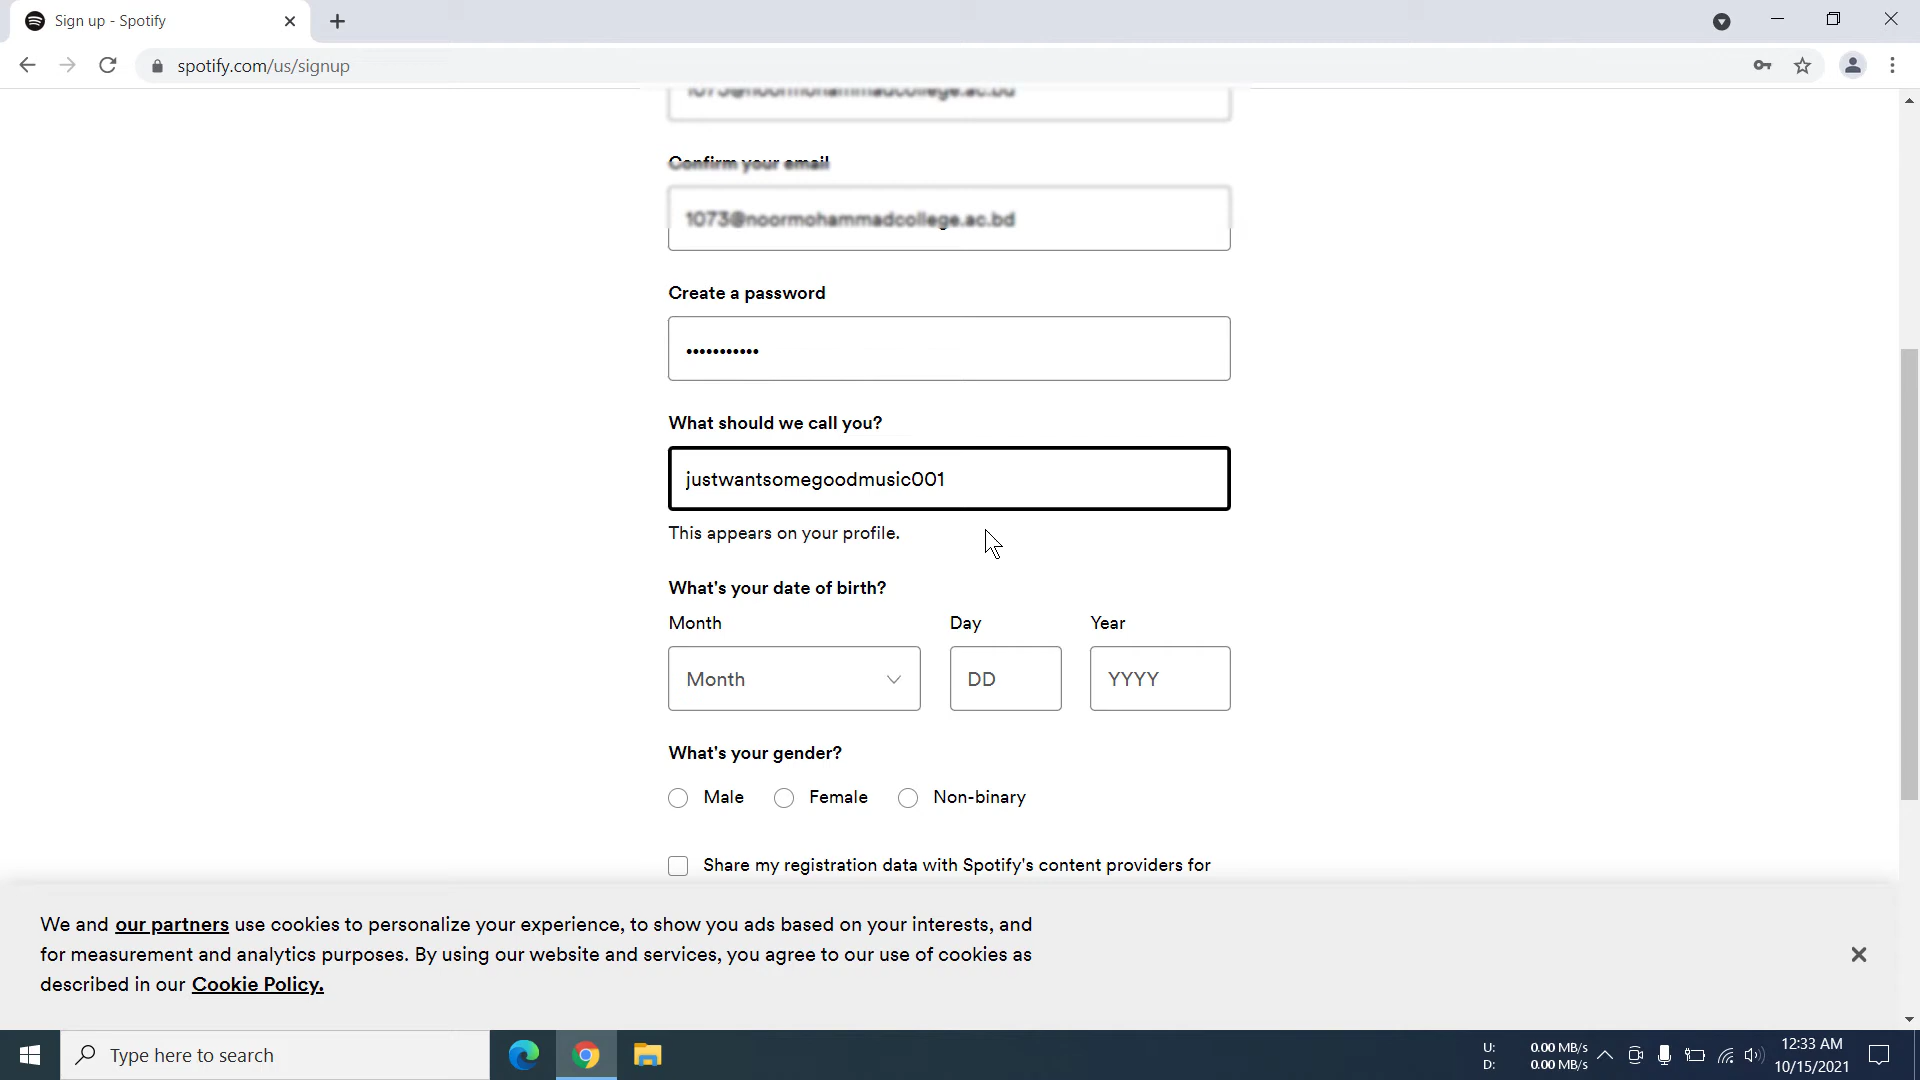 Sign up - Spotify
spotify.com/us/signup
1073@noormohammadcollege.ac.bd
Confirm your email
1073@noormohammadcollege.ac.bd
Create a password
•••••••••••
What should we call you?
justwantsomegoodmusic001
This appears on your profile.
What's your date of birth?
Month Day Year
Month DD YYYY
What's your gender?
Male Female Non-binary
Share my registration data with Spotify's content providers for
We and our partners use cookies to personalize your experience, to show you ads based on your interests, and
for measurement and analytics purposes. By using our website and services, you agree to our use of cookies as
described in our Cookie Policy.
Type here to search
U: 0.00 MB/s
D: 0.00 MB/s
12:33 AM
10/15/2021